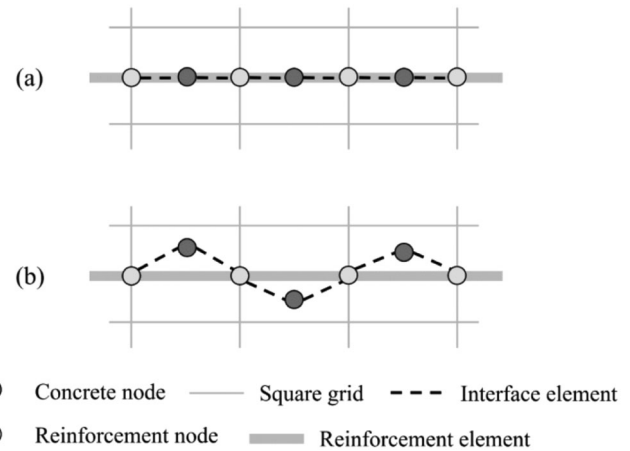 (a)
(b)
Concrete node Square grid Interface element
Reinforcement node Reinforcement element